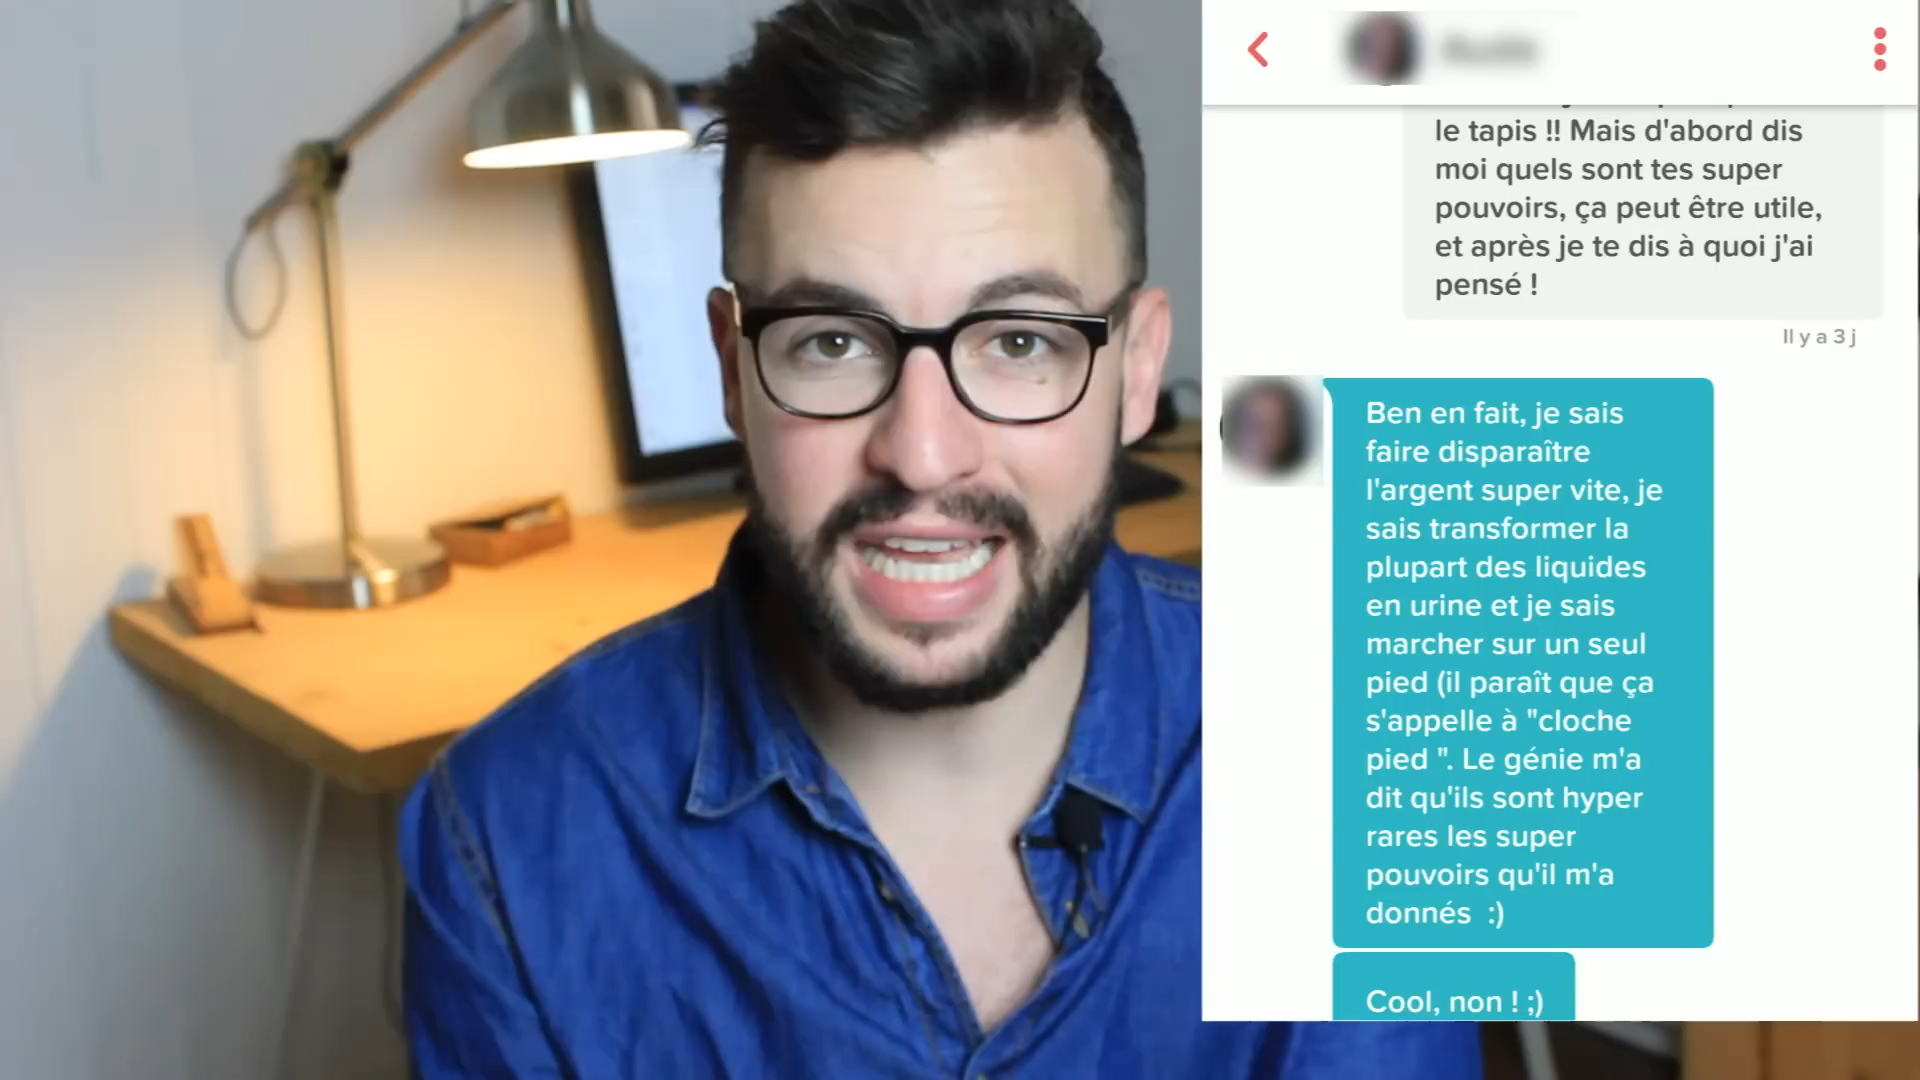 le tapis !! Mais d'abord dis
moi quels sont tes super
pouvoirs, ça peut être utile,
et après je te dis à quoi j'ai
pensé !
Il y a 3 j
Ben en fait, je sais
faire disparaître
l'argent super vite, je
sais transformer la
plupart des liquides
en urine et je sais
marcher sur un seul
pied (il paraît que ça
s'appelle à "cloche
pied ". Le génie m'a
dit qu'ils sont hyper
rares les super
pouvoirs qu'il m'a
donnés :)
Cool, non ! ;)